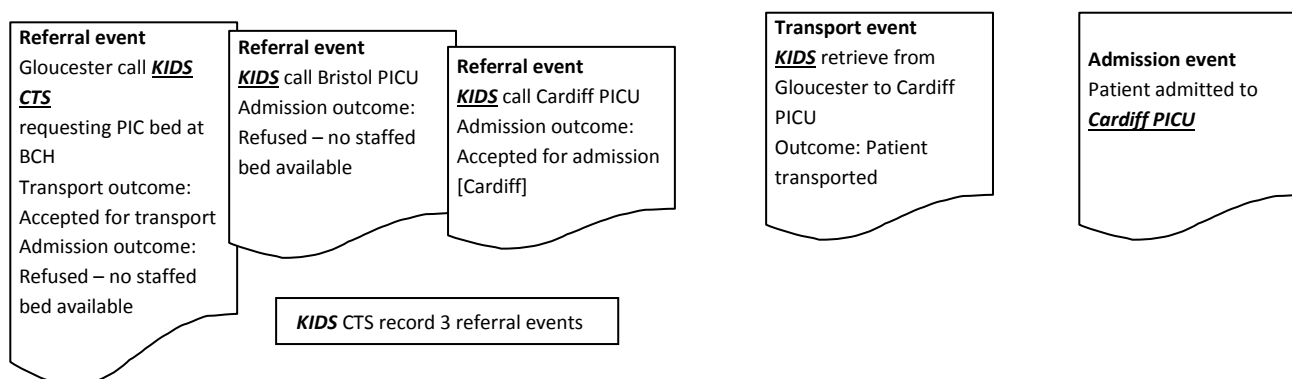 Referral event
Gloucester call KIDS
CTS
requesting PIC bed at
BCH
Transport outcome:
Accepted for transport
Admission outcome:
Refused – no staffed
bed available
Referral event
KIDS call Bristol PICU
Admission outcome:
Refused – no staffed
bed available
Referral event
KIDS call Cardiff PICU
Admission outcome:
Accepted for admission
[Cardiff]
KIDS CTS record 3 referral events
Transport event
KIDS retrieve from
Gloucester to Cardiff
PICU
Outcome: Patient
transported
Admission event
Patient admitted to
Cardiff PICU